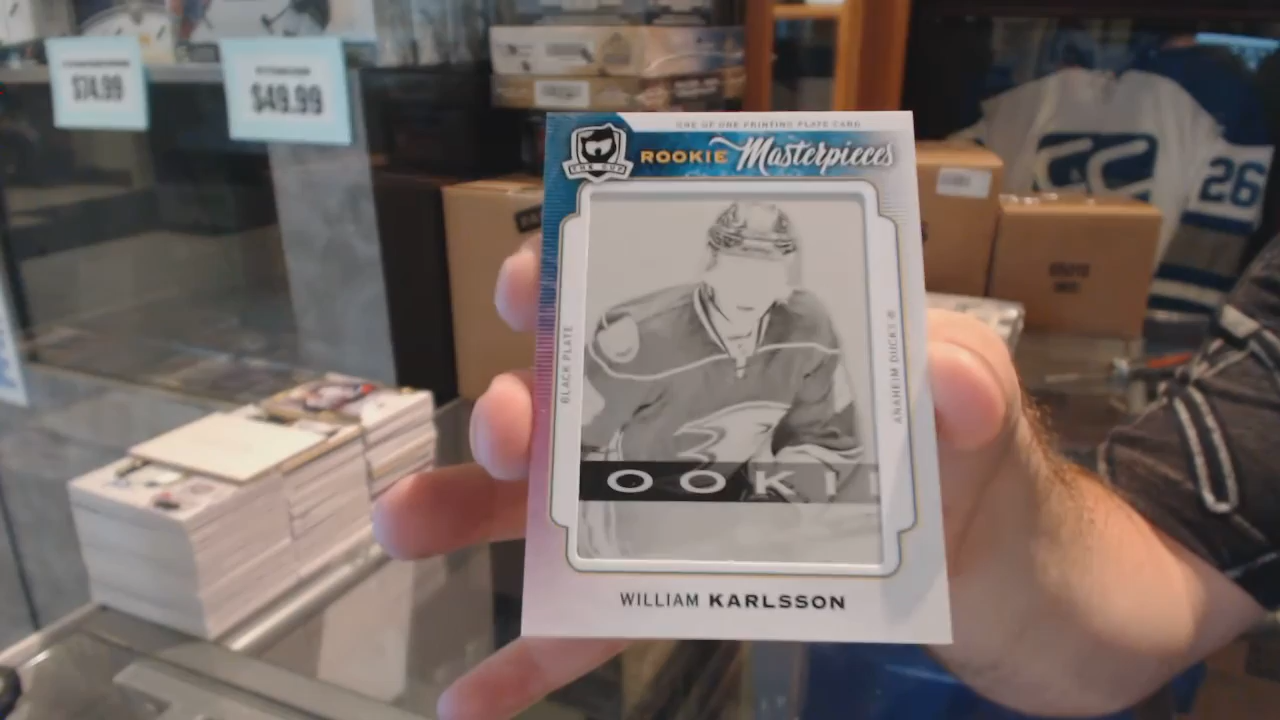 $74.99
$49.99
ONE OF ONE PRINTING PLATE CARD
THE CUP
ROOKIE Masterpieces
BLACK PLATE
ANAHEIM DUCKS ®
OOKI
WILLIAM KARLSSON
26